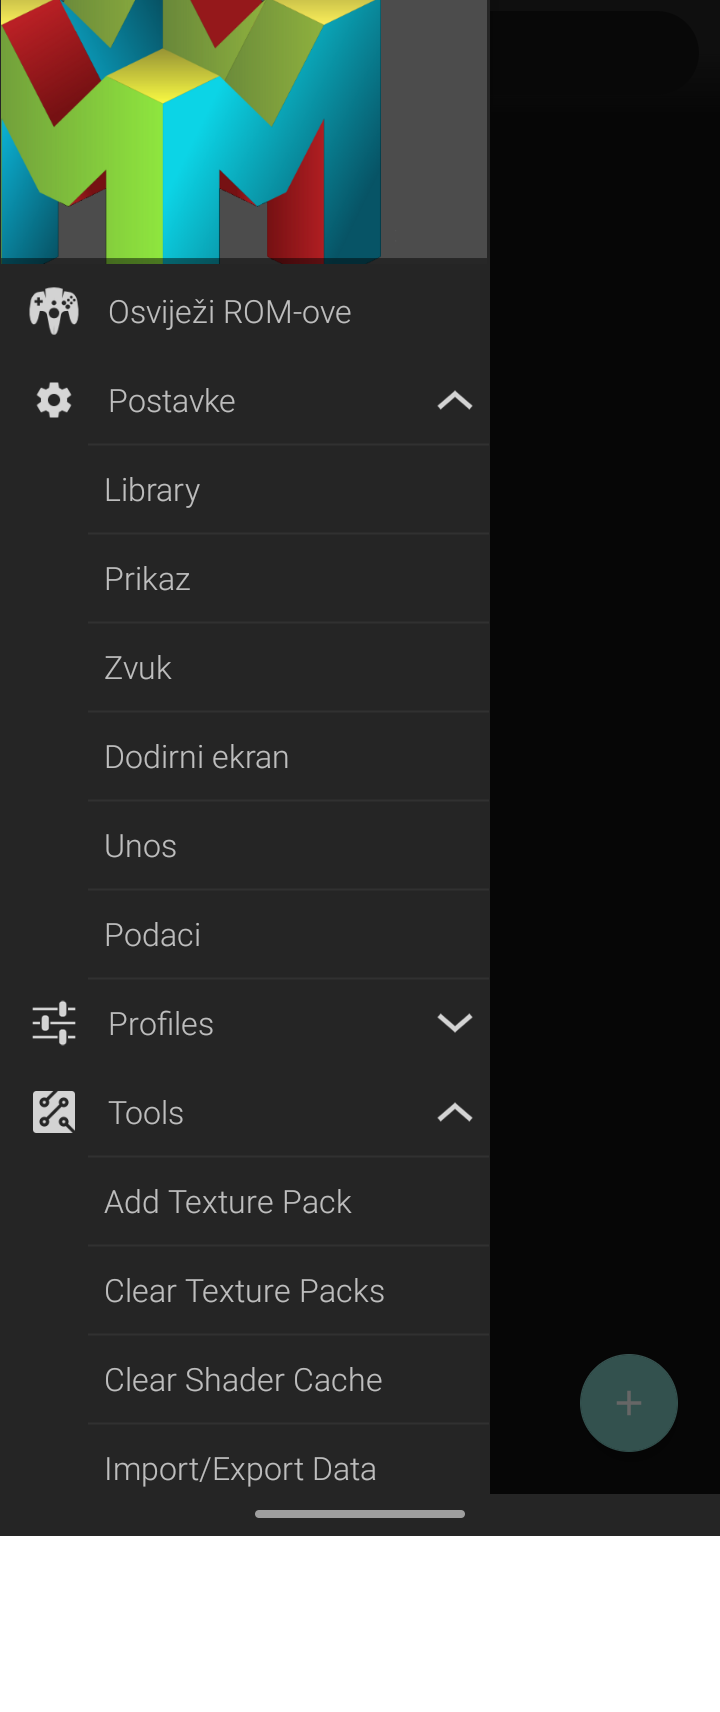 Osviježi ROM-ove
Postavke
Library
Prikaz
Zvuk
Dodirni ekran
Unos
Podaci
Profiles
Tools
Add Texture Pack
Clear Texture Packs
Clear Shader Cache
Import/Export Data